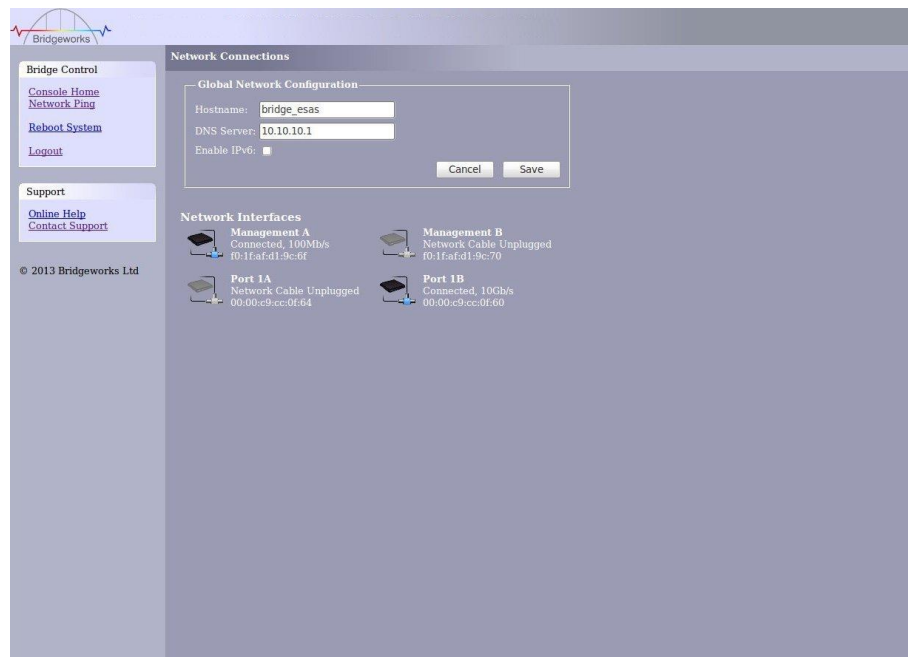 Bridgeworks
Network Connections
Bridge Control
Console Home
Network Ping
Reboot System
Logout
Support
Online Help
Contact Support
© 2013 Bridgeworks Ltd
Global Network Configuration
Hostname: bridge_esas
DNS Server: 10.10.10.1
Enable IPv6:
Cancel Save
Network Interfaces
Management A
Connected, 100Mb/s
f0:1f:af:d1:9c:6f
Management B
Network Cable Unplugged
f0:1f:af:d1:9c:70
Port 1A
Network Cable Unplugged
00:00:c9:cc:0f:64
Port 1B
Connected, 10Gb/s
00:00:c9:cc:0f:60